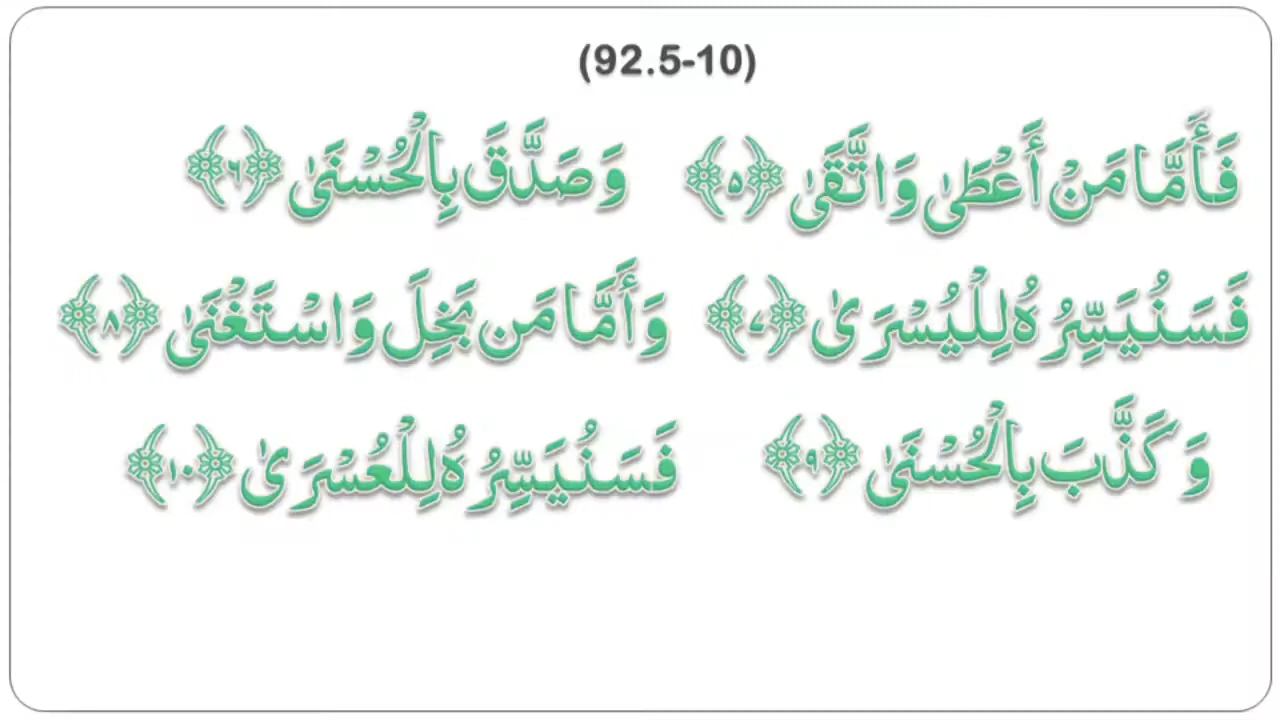 (92.5-10)
فَأَمَّا مَنْ أَعْطَىٰ وَاتَّقَىٰ ﴿٥﴾ وَصَدَّقَ بِالْحُسْنَىٰ ﴿٦﴾
فَسَنُيَسِّرُهُ لِلْيُسْرَىٰ ﴿٧﴾ وَأَمَّا مَن بَخِلَ وَاسْتَغْنَىٰ ﴿٨﴾
وَكَذَّبَ بِالْحُسْنَىٰ ﴿٩﴾ فَسَنُيَسِّرُهُ لِلْعُسْرَىٰ ﴿١٠﴾